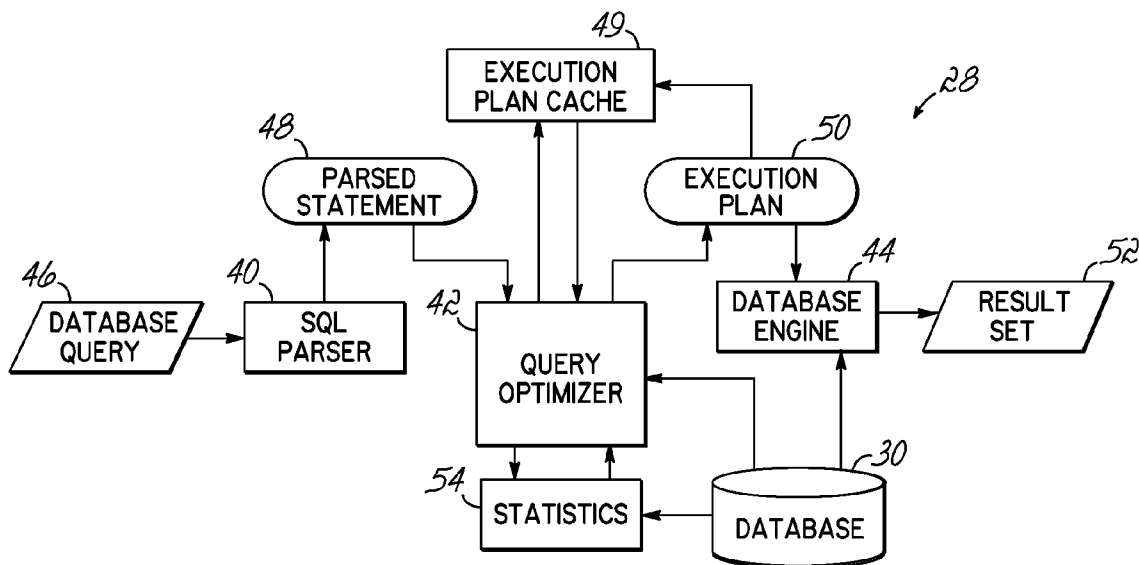 49
EXECUTION
PLAN CACHE
28
48
PARSED
STATEMENT
50
EXECUTION
PLAN
46
DATABASE
QUERY
40
SQL
PARSER
42
QUERY
OPTIMIZER
44
DATABASE
ENGINE
52
RESULT
SET
54
STATISTICS
30
DATABASE